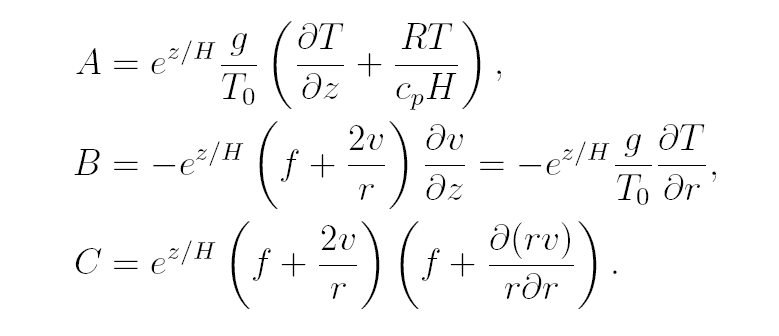 A = e^{z/H} \frac{g}{T_0} \left( \frac{\partial T}{\partial z} + \frac{RT}{c_p H} \right),
B = -e^{z/H} \left( f + \frac{2v}{r} \right) \frac{\partial v}{\partial z} = -e^{z/H} \frac{g}{T_0} \frac{\partial T}{\partial r},
C = e^{z/H} \left( f + \frac{2v}{r} \right) \left( f + \frac{\partial (rv)}{r \partial r} \right).